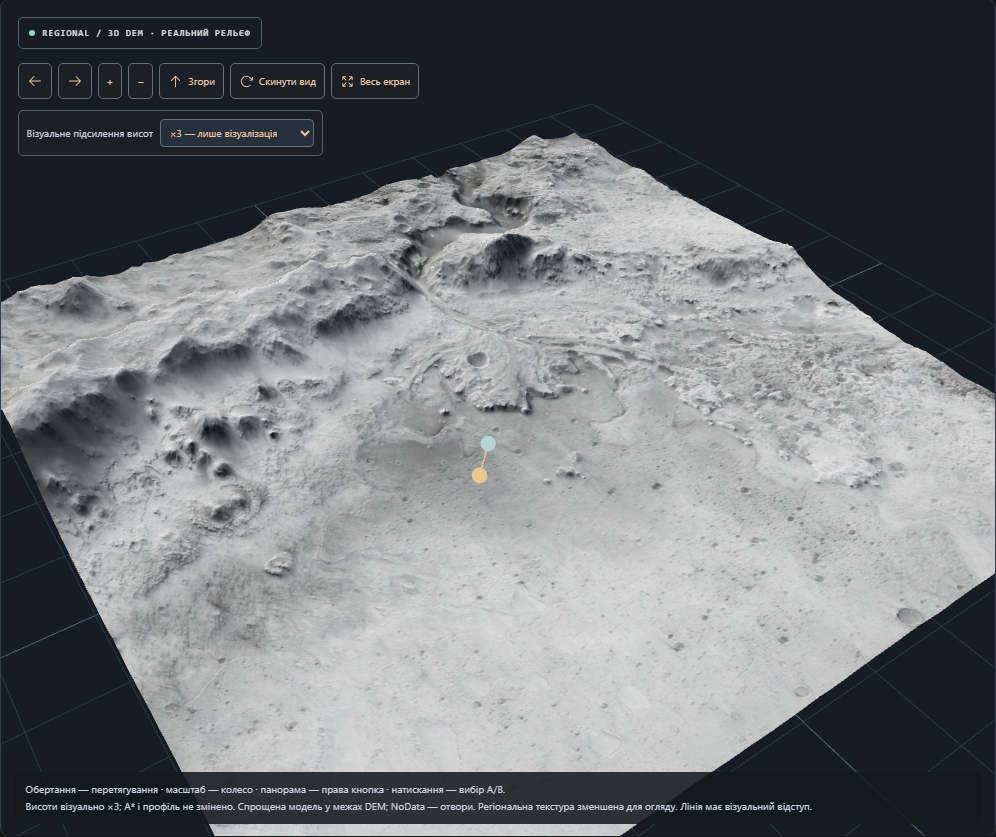 REGIONAL / 3D DEM · РЕАЛЬНИЙ РЕЛЬЄФ
← → + − ↑ Згори Скинути вид Весь екран
Візуальне підсилення висот ×3 — лише візуалізація
Обертання — перетягування · масштаб — колесо · панорама — права кнопка · натискання — вибір A/B.
Висоти візуально ×3; A* і профіль не змінено. Спрощена модель у межах DEM; NoData — отвори. Регіональна текстура зменшена для огляду. Лінія має візуальний відступ.